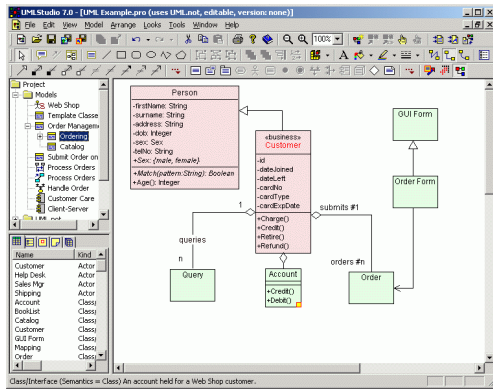 UMLStudio 7.0 - [UML Example.pro (uses UML.not, editable, version: none)]
File Edit View Model Arrange Looks Tools Window Help
100%
Project
Models
Web Shop
Template Classe
Order Managem
Ordering
Catalog
Submit Order on
Process Orders
Process Orders
Handle Order
Customer Care
Client-Server
UML.not
Name Kind
Customer Actor
Help Desk Actor
Sales Mgr Actor
Shipping Actor
Account Class
BookList Class
Catalog Class
Customer Class
GUI Form Class
Mapping Class
Order Class
Person
-firstName: String
-surname: String
-address: String
-dob: Integer
-sex: Sex
-telNo: String
+Sex: {male, female}
+Match(pattern:String): Boolean
+Age(): Integer
«business»
Customer
-id
-dateJoined
-dateLeft
-cardNo
-cardType
-cardExpDate
+Charge()
+Credit()
+Retire()
+Refund()
GUI Form
Order Form
1
submits #1
queries
n
orders #n
Query
Account
+Credit()
+Debit()
Order
Class/Interface (Semantics = Class) An account held for a Web Shop customer.